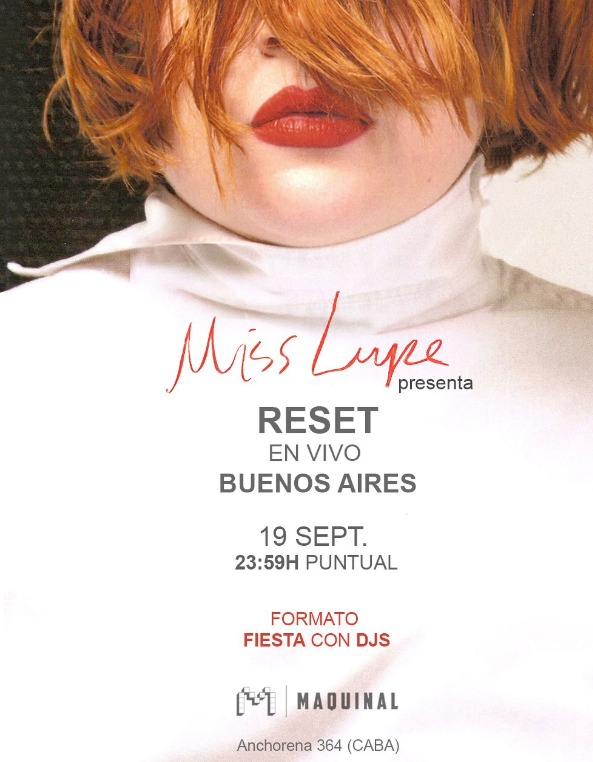 Miss Lupe
presenta
RESET
EN VIVO
BUENOS AIRES
19 SEPT.
23:59H PUNTUAL
FORMATO
FIESTA CON DJS
MAQUINAL
Anchorena 364 (CABA)